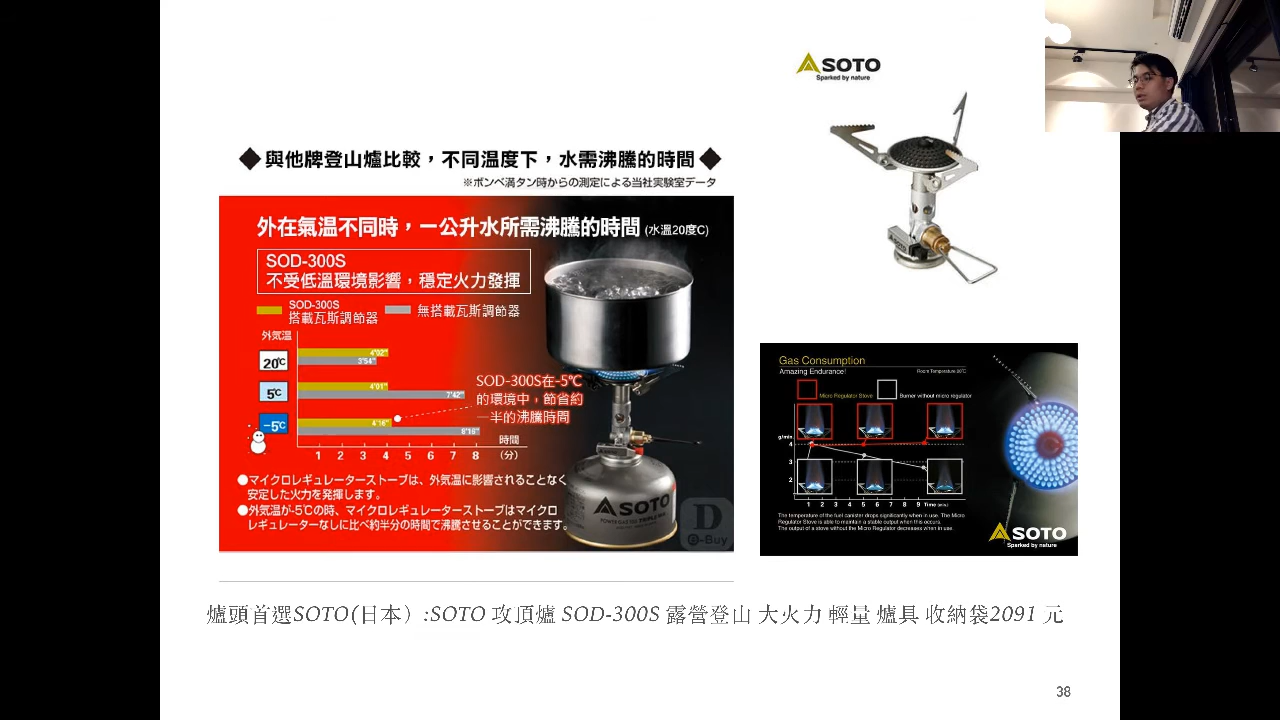 SOTO
Sparked by nature
◆與他牌登山爐比較，不同溫度下，水需沸騰的時間◆
※ボンベ満タン時からの測定による当社実験室データ
外在氣溫不同時，一公升水所需沸騰的時間 (水溫20度C)
SOD-300S
不受低溫環境影響，穩定火力發揮
SOD-300S
搭載瓦斯調節器
無搭載瓦斯調節器
外気温
20℃
4'02"
3'54"
5℃
4'01"
7'42"
-5℃
4'16"
8'16"
SOD-300S在-5℃
的環境中，節省約
一半的沸騰時間
1 2 3 4 5 6 7 8
時間
（分）
●マイクロレギュレーターストーブは、外気温に影響されることなく
安定した火力を発揮します。
●外気温が-5℃の時、マイクロレギュレーターストーブはマイクロ
レギュレーターなしに比べ約半分の時間で沸騰させることができます。
SOTO
POWER GAS
D
e-Buy
Gas Consumption
Amazing Endurance!
Micro Regulator Stove
Burner without micro regulator
g/min.
4
3
2
1 2 3 4 5 6 7 8 9 Time (min.)
The temperature of the fuel canister drops significantly when in use. The Micro
Regulator Stove is able to maintain a stable output when this occurs.
The output of a stove without the Micro Regulator decreases when in use.
SOTO
Sparked by nature
爐頭首選SOTO(日本）:SOTO 攻頂爐 SOD-300S 露營登山 大火力 輕量 爐具 收納袋2091 元
38